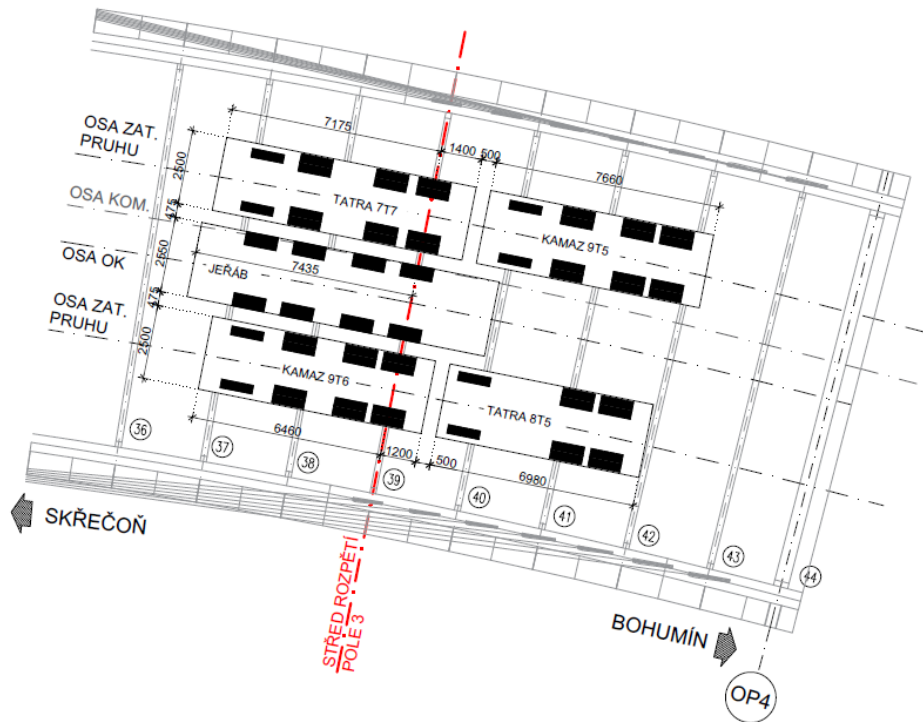 OSA ZAT.
PRUHU
OSA KOM.
OSA OK
OSA ZAT.
PRUHU
2500
475
2550
475
2500
7175
1400
500
7660
TATRA 7T7
KAMAZ 9T5
JEŘÁB
7435
KAMAZ 9T6
TATRA 8T5
6460
1200
500
6980
36
37
38
39
40
41
42
43
44
SKŘEČOŇ
STŘED ROZPĚTÍ
POLE 3
BOHUMÍN
OP4